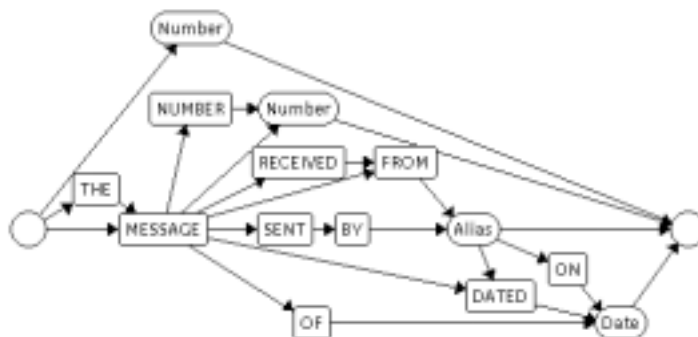 Number
NUMBER Number
RECEIVED FROM
THE
MESSAGE SENT BY Alias
ON
DATED
OF Date